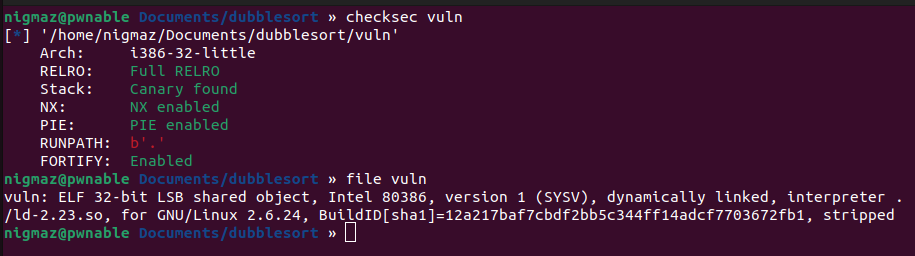 nigmaz@pwnable Documents/dubblesort » checksec vuln
[*] '/home/nigmaz/Documents/dubblesort/vuln'
    Arch:     i386-32-little
    RELRO:    Full RELRO
    Stack:    Canary found
    NX:       NX enabled
    PIE:      PIE enabled
    RUNPATH:  b'.'
    FORTIFY:  Enabled
nigmaz@pwnable Documents/dubblesort » file vuln
vuln: ELF 32-bit LSB shared object, Intel 80386, version 1 (SYSV), dynamically linked, interpreter .
/ld-2.23.so, for GNU/Linux 2.6.24, BuildID[sha1]=12a217baf7cbdf2bb5c344ff14adcf7703672fb1, stripped
nigmaz@pwnable Documents/dubblesort »